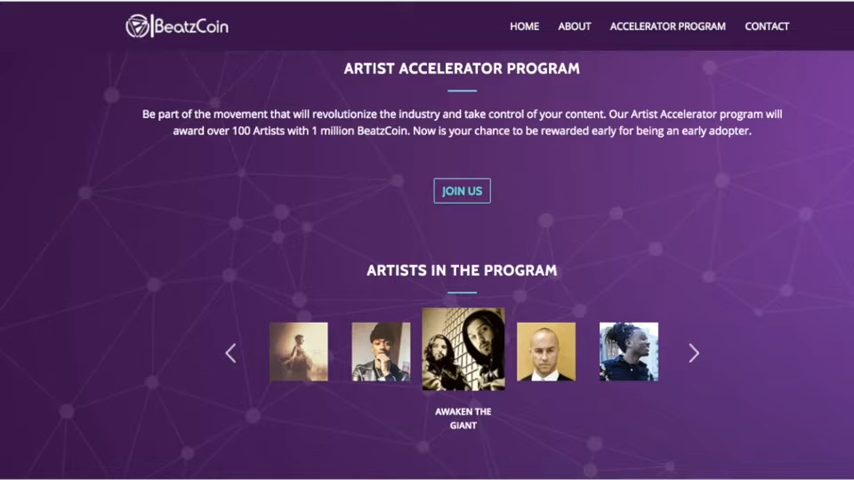 BeatzCoin
HOME ABOUT ACCELERATOR PROGRAM CONTACT
ARTIST ACCELERATOR PROGRAM
Be part of the movement that will revolutionize the industry and take control of your content. Our Artist Accelerator program will
award over 100 Artists with 1 million BeatzCoin. Now is your chance to be rewarded early for being an early adopter.
JOIN US
ARTISTS IN THE PROGRAM
AWAKEN THE
GIANT